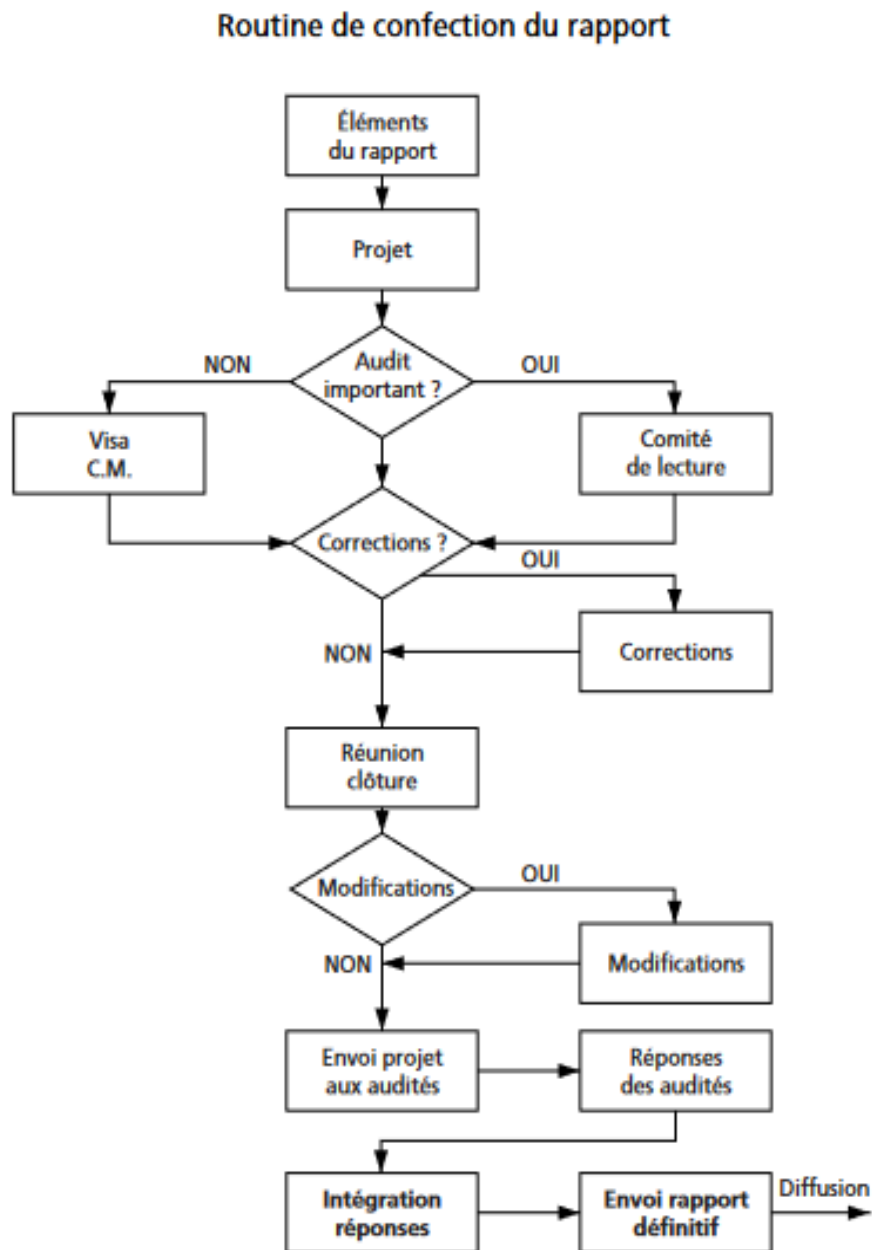 Routine de confection du rapport
Éléments
du rapport
Projet
NON
Audit
important ?
OUI
Visa
C.M.
Comité
de lecture
Corrections ?
OUI
NON
Corrections
Réunion
clôture
Modifications
OUI
NON
Modifications
Envoi projet
aux audités
Réponses
des audités
Intégration
réponses
Envoi rapport
définitif
Diffusion